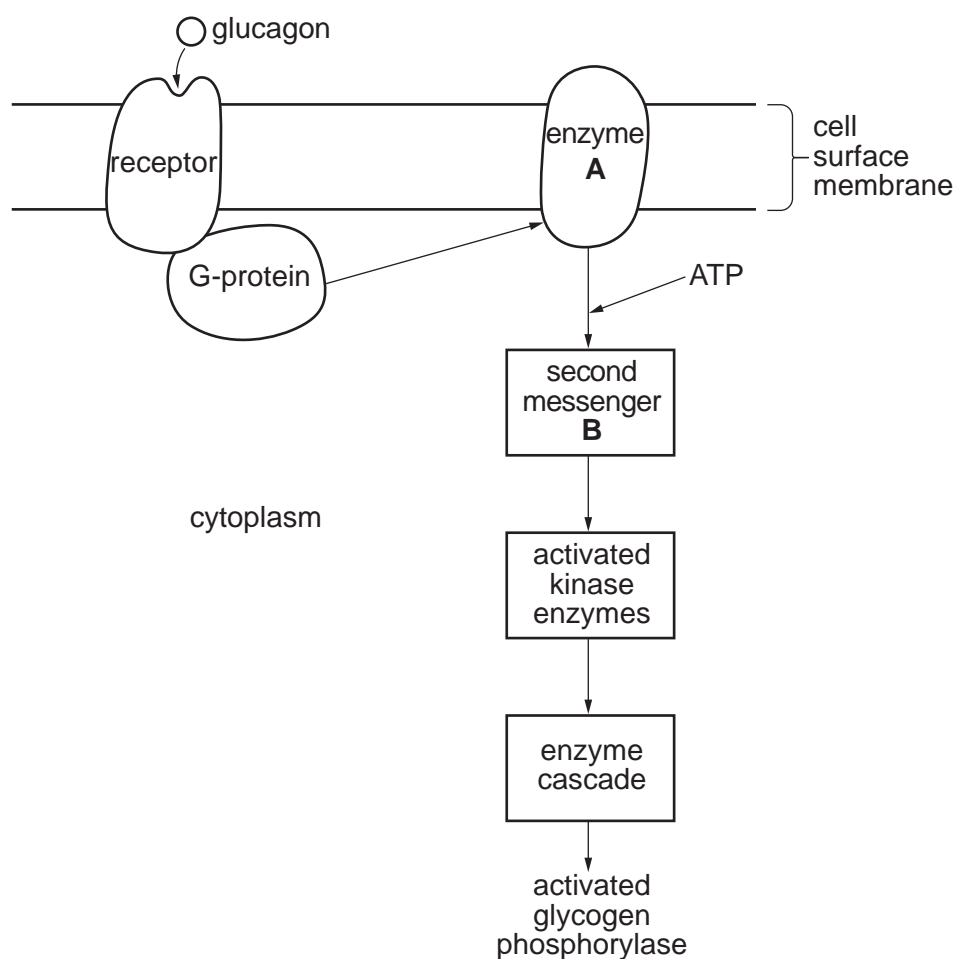 glucagon
receptor
enzyme
A
cell
surface
membrane
G-protein
ATP
second
messenger
B
cytoplasm
activated
kinase
enzymes
enzyme
cascade
activated
glycogen
phosphorylase